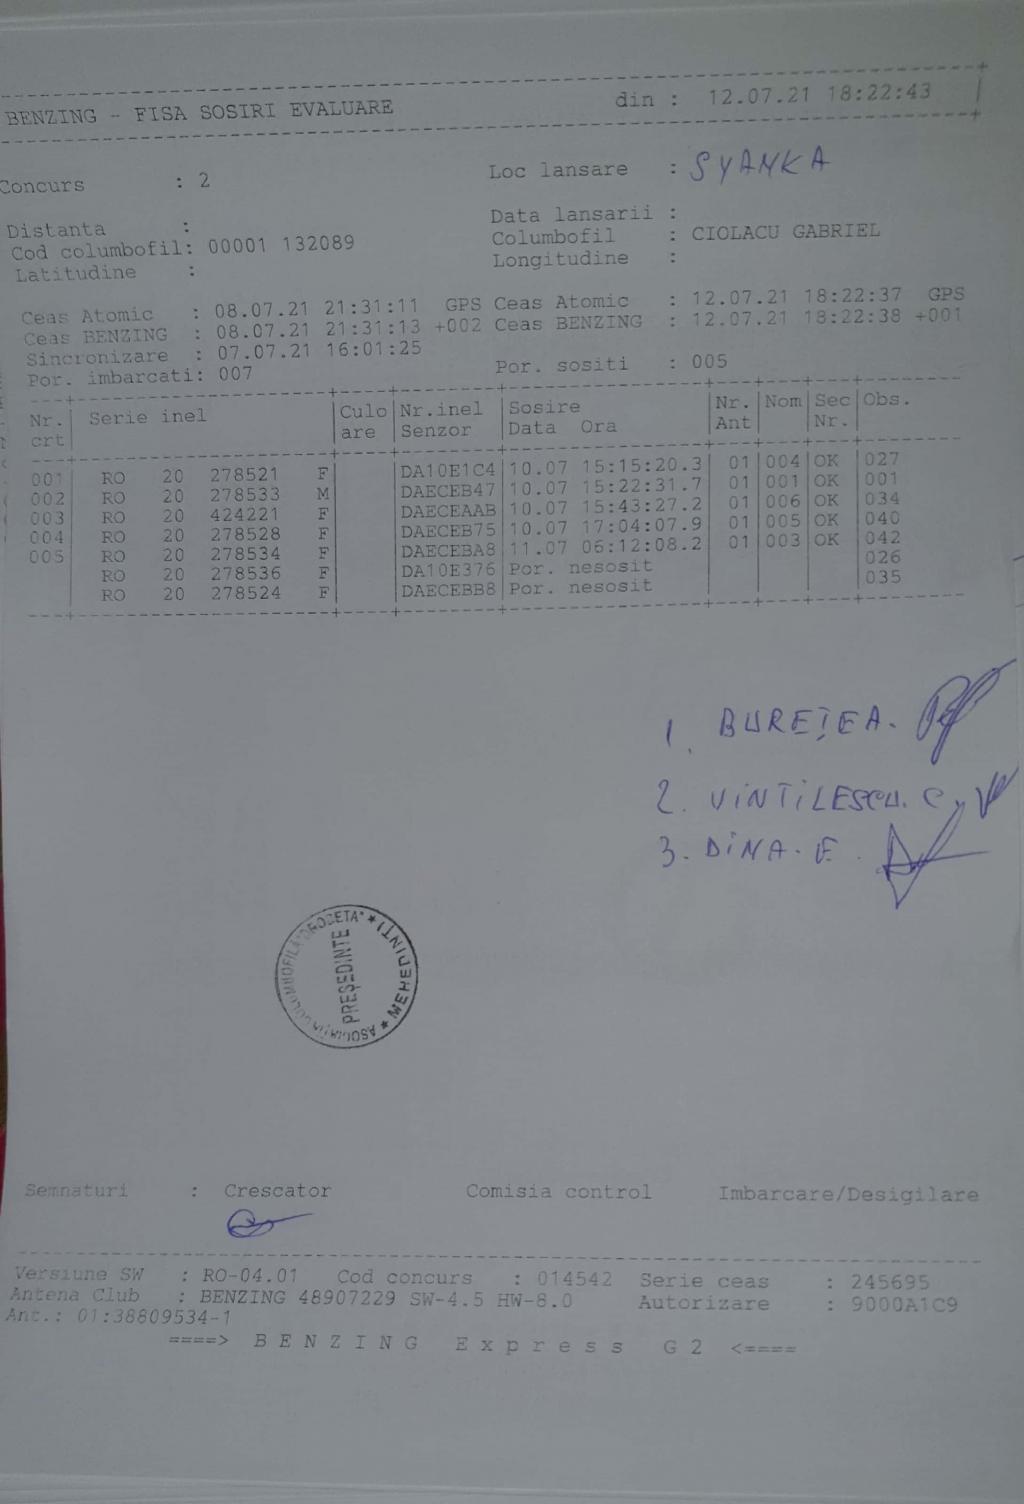 BENZING - FISA SOSIRI EVALUARE din : 12.07.21 18:22:43
Concurs : 2 Loc lansare : SYANKA
Distanta : Data lansarii :
Cod columbofil: 00001 132089 Columbofil : CIOLACU GABRIEL
Latitudine : Longitudine :
Ceas Atomic : 08.07.21 21:31:11 GPS Ceas Atomic : 12.07.21 18:22:37 GPS
Ceas BENZING : 08.07.21 21:31:13 +002 Ceas BENZING : 12.07.21 18:22:38 +001
Sincronizare : 07.07.21 16:01:25
Por. imbarcati: 007 Por. sositi : 005
Nr. Serie inel Culo Nr.inel Sosire Nr. Nom Sec Obs.
crt are Senzor Data Ora Ant Nr.
001 RO 20 278521 F DA10E1C4 10.07 15:15:20.3 01 004 OK 027
002 RO 20 278533 M DAECEB47 10.07 15:22:31.7 01 001 OK 001
003 RO 20 424221 F DAECEAAB 10.07 15:43:27.2 01 006 OK 034
004 RO 20 278528 F DAECEB75 10.07 17:04:07.9 01 005 OK 040
005 RO 20 278534 F DAECEBA8 11.07 06:12:08.2 01 003 OK 042
RO 20 278536 F DA10E376 Por. nesosit 026
RO 20 278524 F DAECEBB8 Por. nesosit 035
1. BUREȚEA.
2. VINTILESCU. C.
3. DINA. E.
ASOCIAȚIA COLUMBOFILĂ "DROBETA" * MEHEDINȚI *
PREȘEDINTE
Semnaturi : Crescator Comisia control Imbarcare/Desigilare
Versiune SW : RO-04.01 Cod concurs : 014542 Serie ceas : 245695
Antena Club : BENZING 48907229 SW-4.5 HW-8.0 Autorizare : 9000A1C9
Ant.: 01:38809534-1
====> B E N Z I N G E x p r e s s G 2 <====